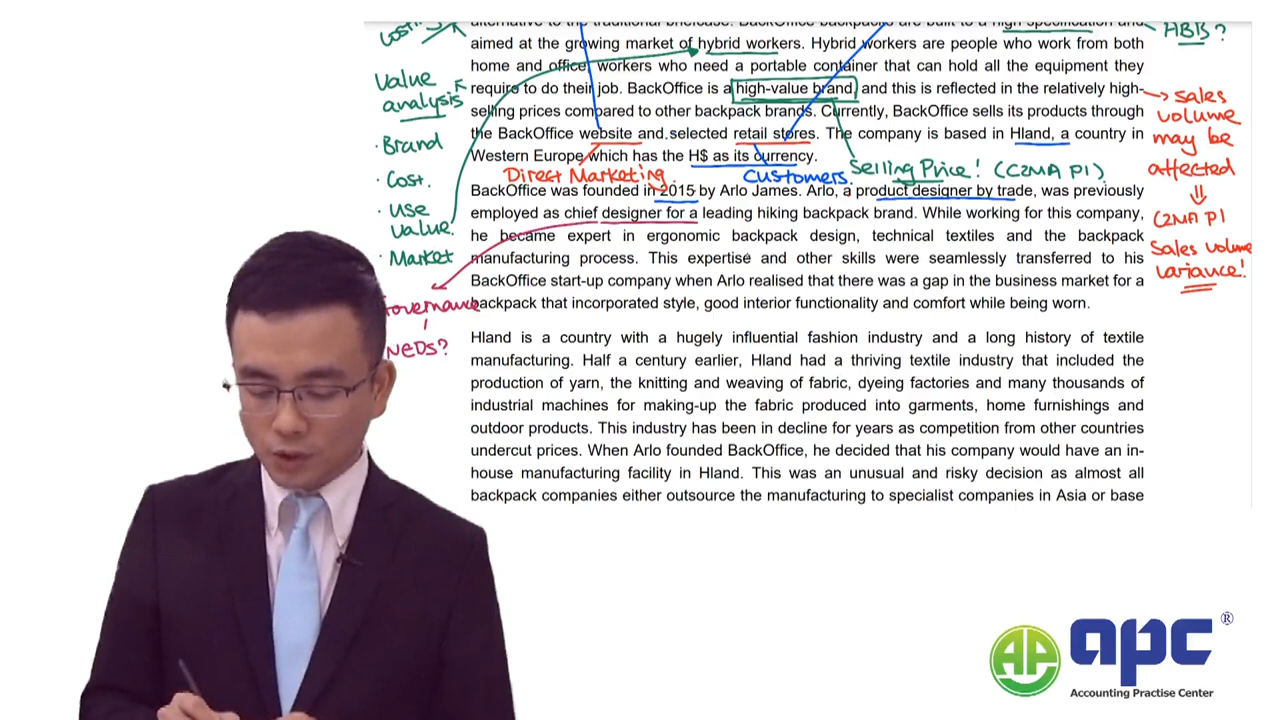 alternative to the traditional briefcase. BackOffice backpacks are built to a high specification and
aimed at the growing market of hybrid workers. Hybrid workers are people who work from both
home and office, workers who need a portable container that can hold all the equipment they
require to do their job. BackOffice is a high-value brand, and this is reflected in the relatively high-
selling prices compared to other backpack brands. Currently, BackOffice sells its products through
the BackOffice website and selected retail stores. The company is based in Hland, a country in
Western Europe which has the H$ as its currency.
BackOffice was founded in 2015 by Arlo James. Arlo, a product designer by trade, was previously
employed as chief designer for a leading hiking backpack brand. While working for this company,
he became expert in ergonomic backpack design, technical textiles and the backpack
manufacturing process. This expertise and other skills were seamlessly transferred to his
BackOffice start-up company when Arlo realised that there was a gap in the business market for a
backpack that incorporated style, good interior functionality and comfort while being worn.
Hland is a country with a hugely influential fashion industry and a long history of textile
manufacturing. Half a century earlier, Hland had a thriving textile industry that included the
production of yarn, the knitting and weaving of fabric, dyeing factories and many thousands of
industrial machines for making-up the fabric produced into garments, home furnishings and
outdoor products. This industry has been in decline for years as competition from other countries
undercut prices. When Arlo founded BackOffice, he decided that his company would have an in-
house manufacturing facility in Hland. This was an unusual and risky decision as almost all
backpack companies either outsource the manufacturing to specialist companies in Asia or base
Value
analysis
· Brand
· Cost.
· Use
Value.
· Market
Governance
NEDs?
Direct Marketing
Customers.
Selling Price! (C2MA P1)
HBIS?
Sales
volume
may be
affected
C2MA P1
Sales volume
variance!
apc
®
Accounting Practise Center